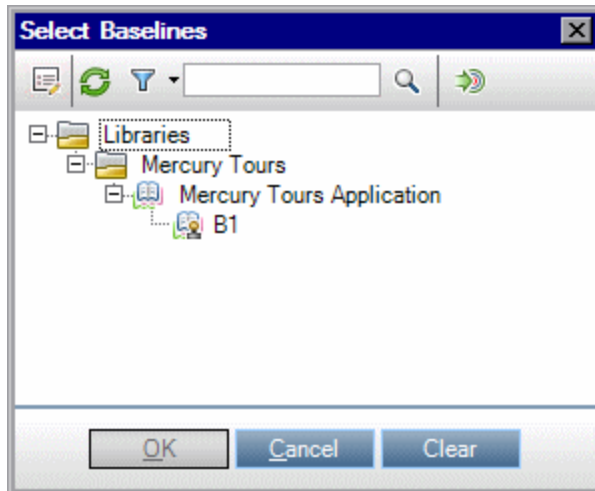 Select Baselines
Libraries
Mercury Tours
Mercury Tours Application
B1
OK Cancel Clear